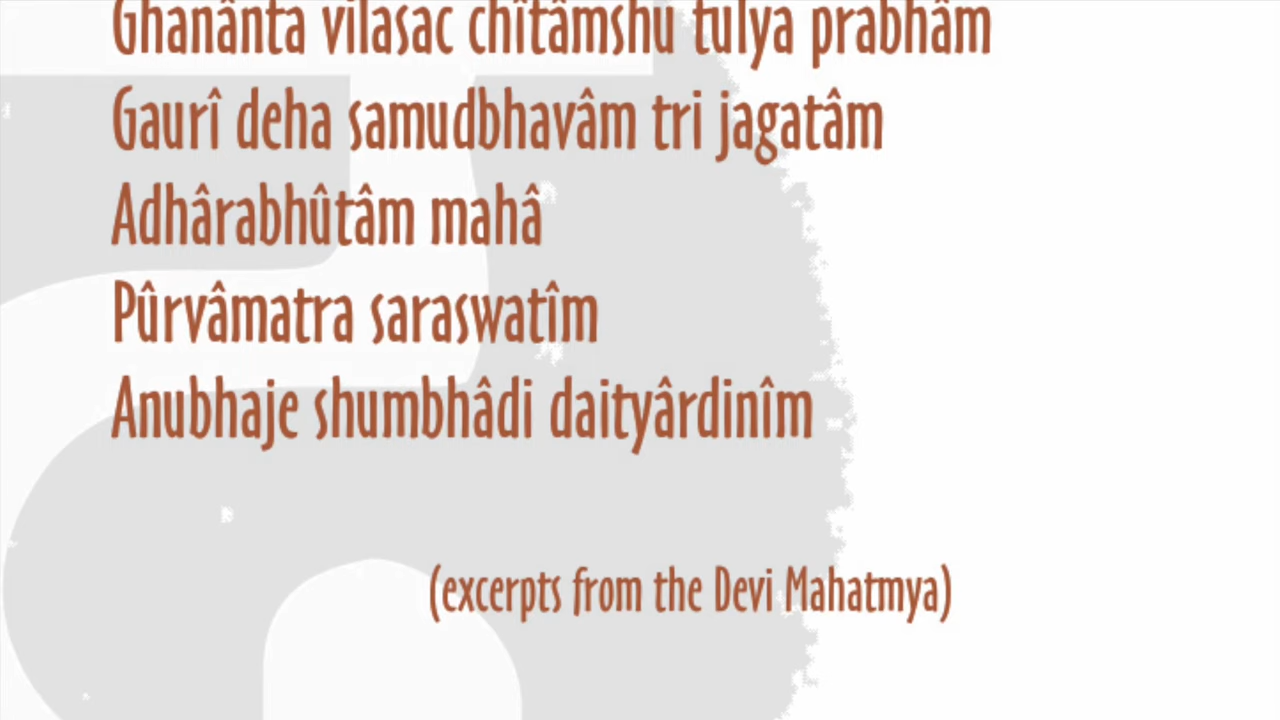 Ghanânta vilasac chîtâmshu tulya prabhâm
Gaurî deha samudbhavâm tri jagatâm
Adhârabhûtâm mahâ
Pûrvâmatra saraswatîm
Anubhaje shumbhâdi daityârdinîm
(excerpts from the Devi Mahatmya)